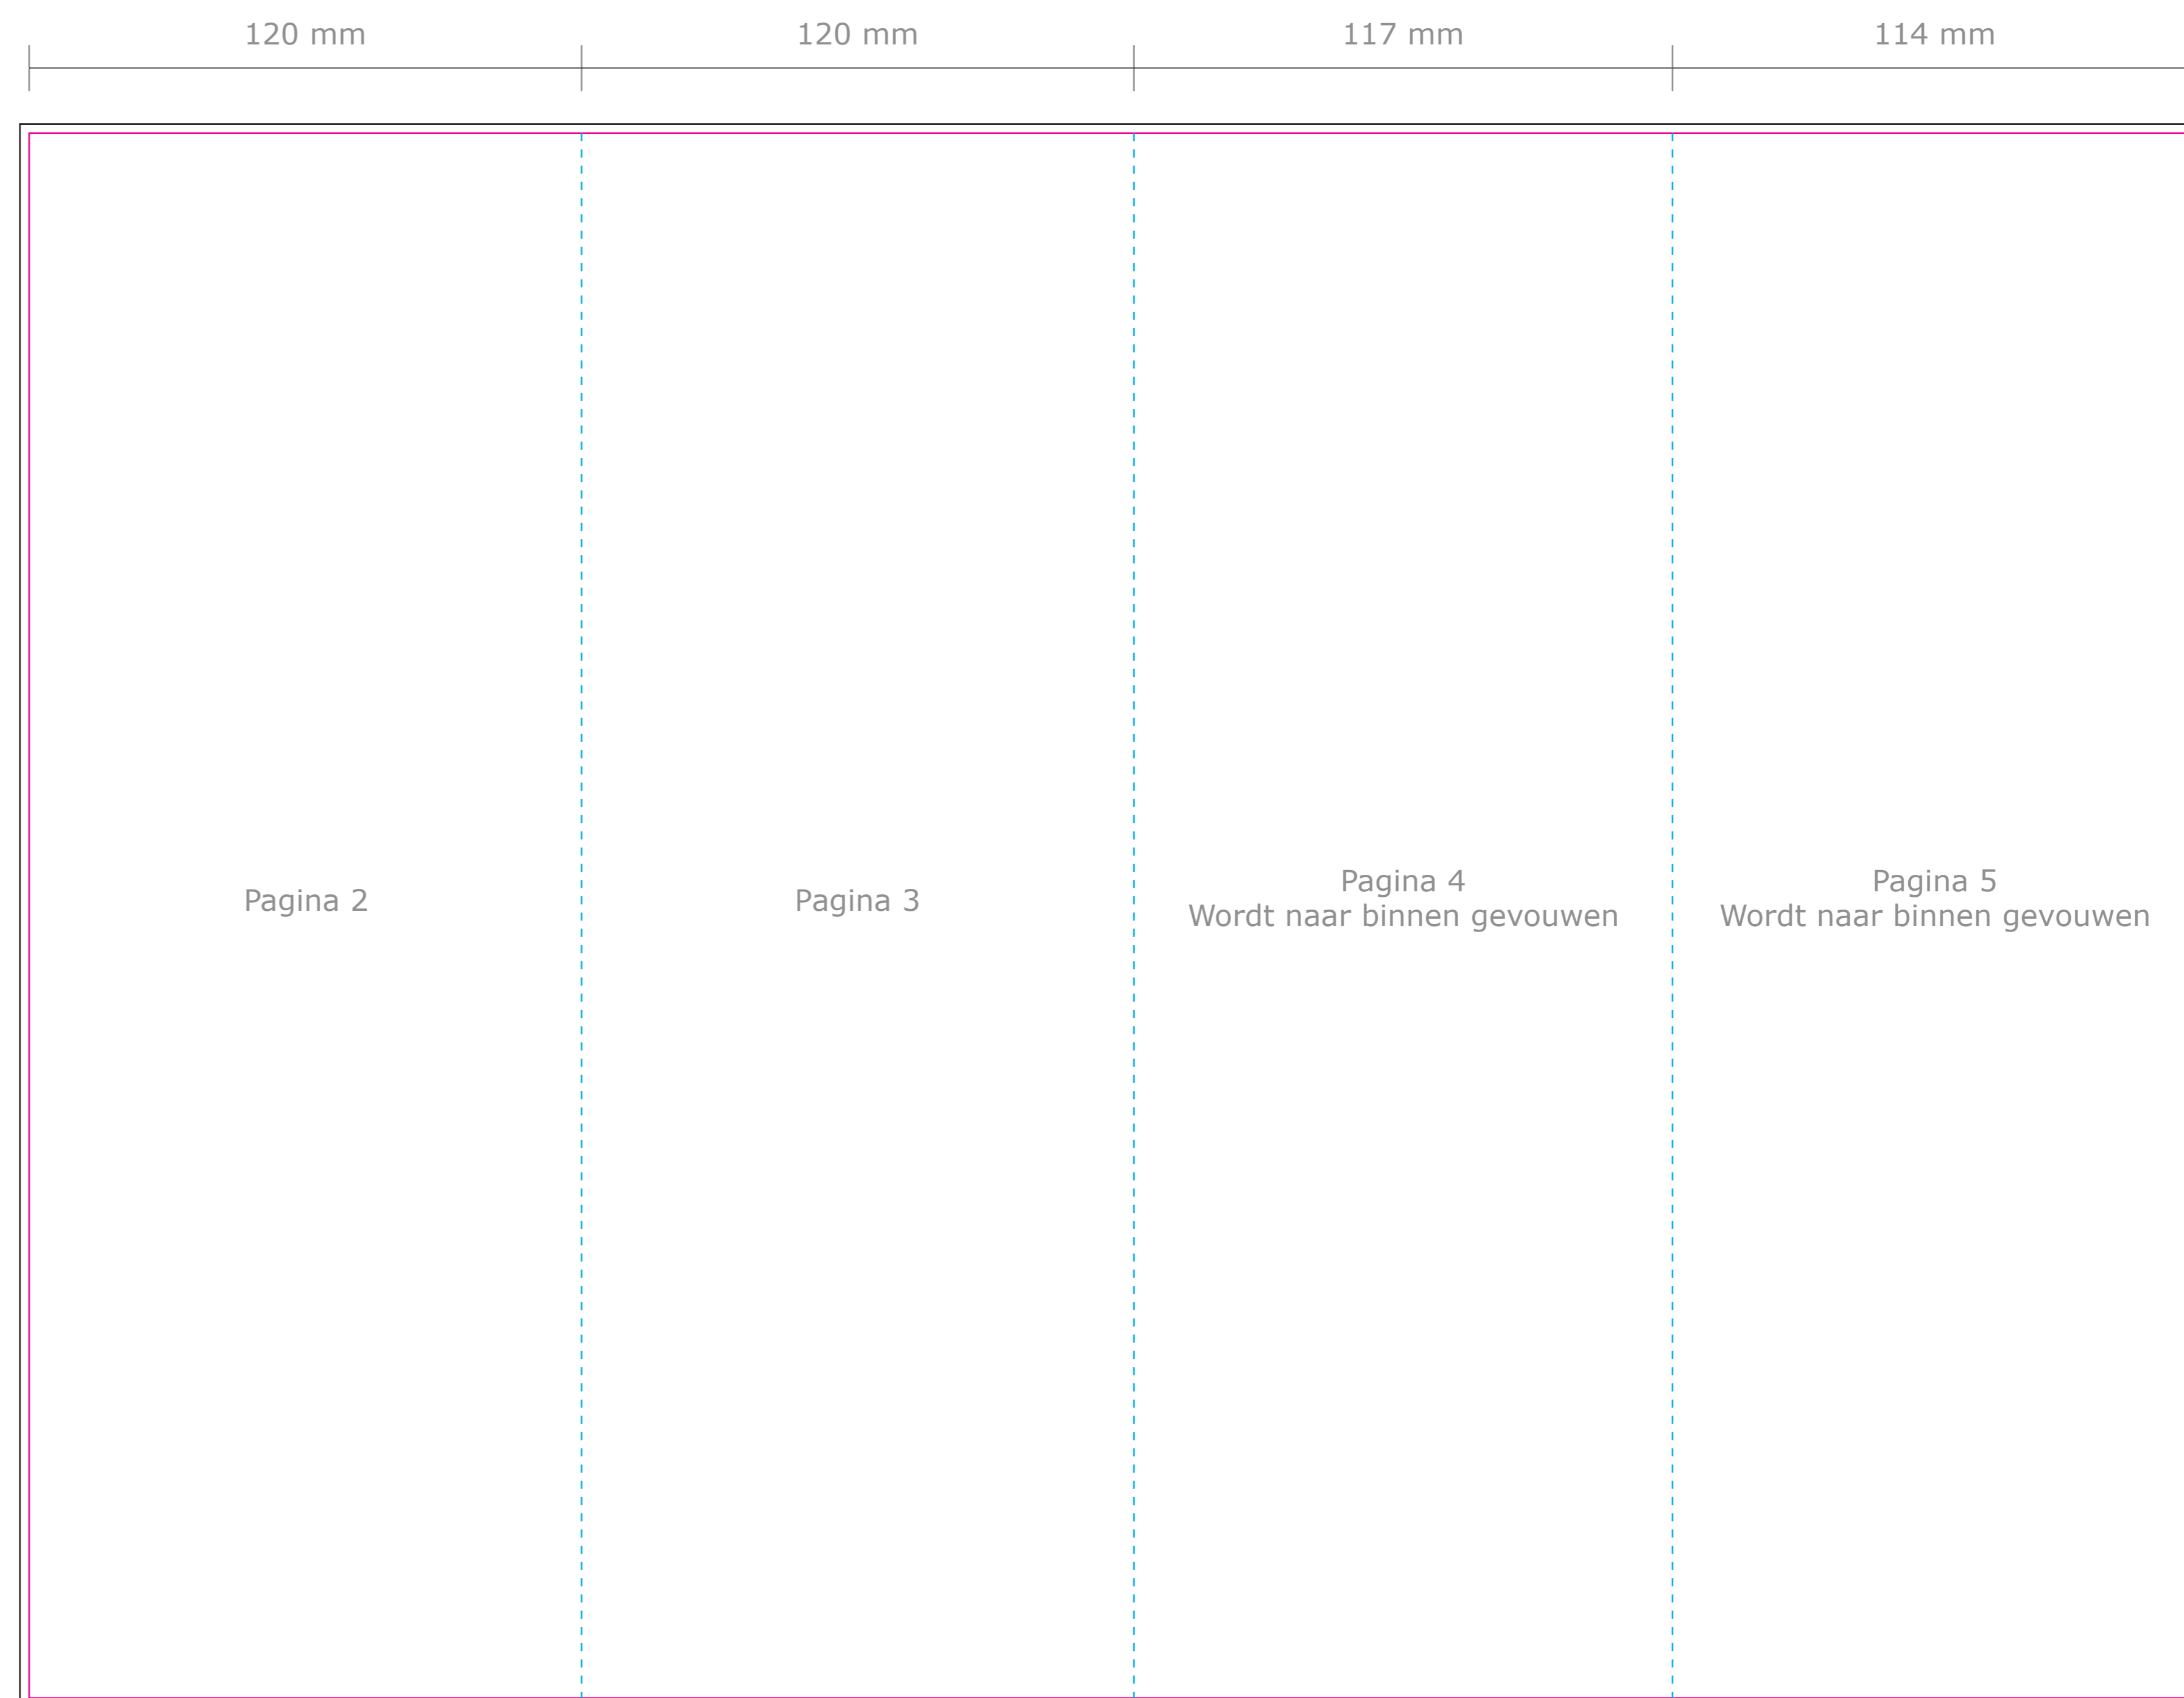 120 mm
120 mm
117 mm
114 mm
Pagina 2
Pagina 3
Pagina 4
Wordt naar binnen gevouwen
Pagina 5
Wordt naar binnen gevouwen